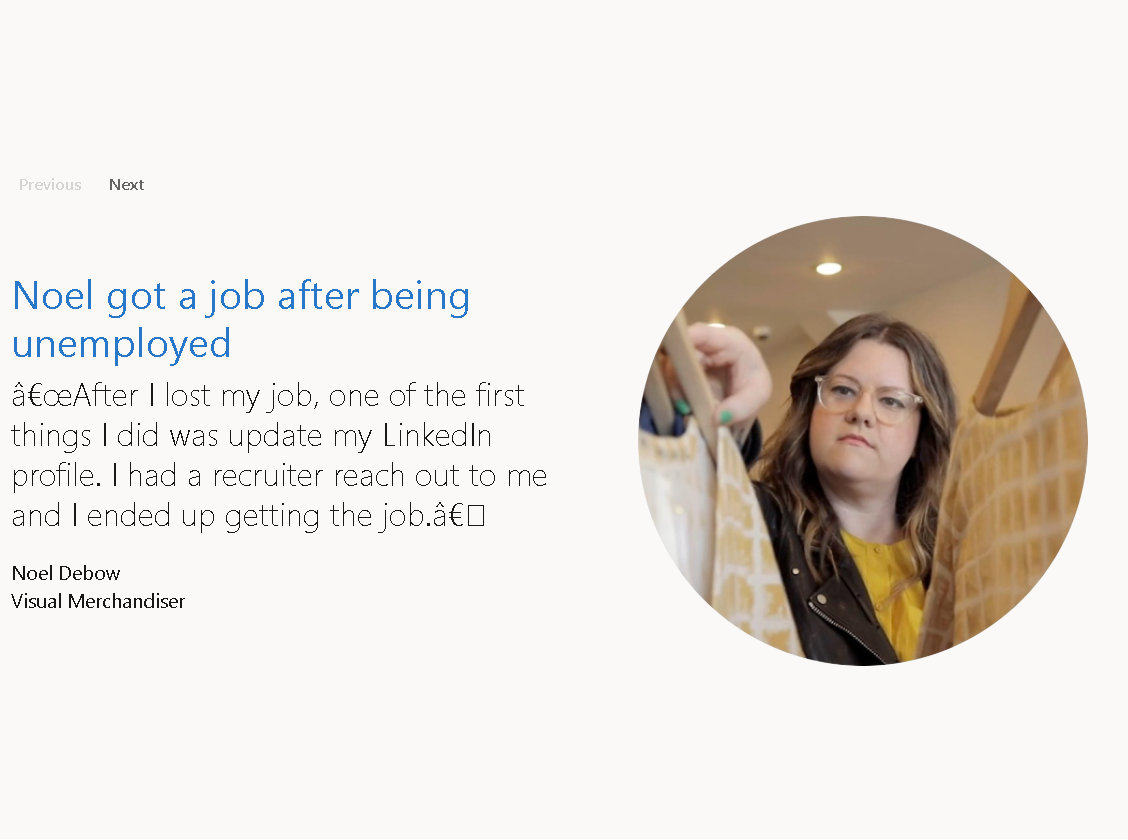 Previous Next
Noel got a job after being
unemployed
â€œAfter I lost my job, one of the first
things I did was update my LinkedIn
profile. I had a recruiter reach out to me
and I ended up getting the job.â€□
Noel Debow
Visual Merchandiser